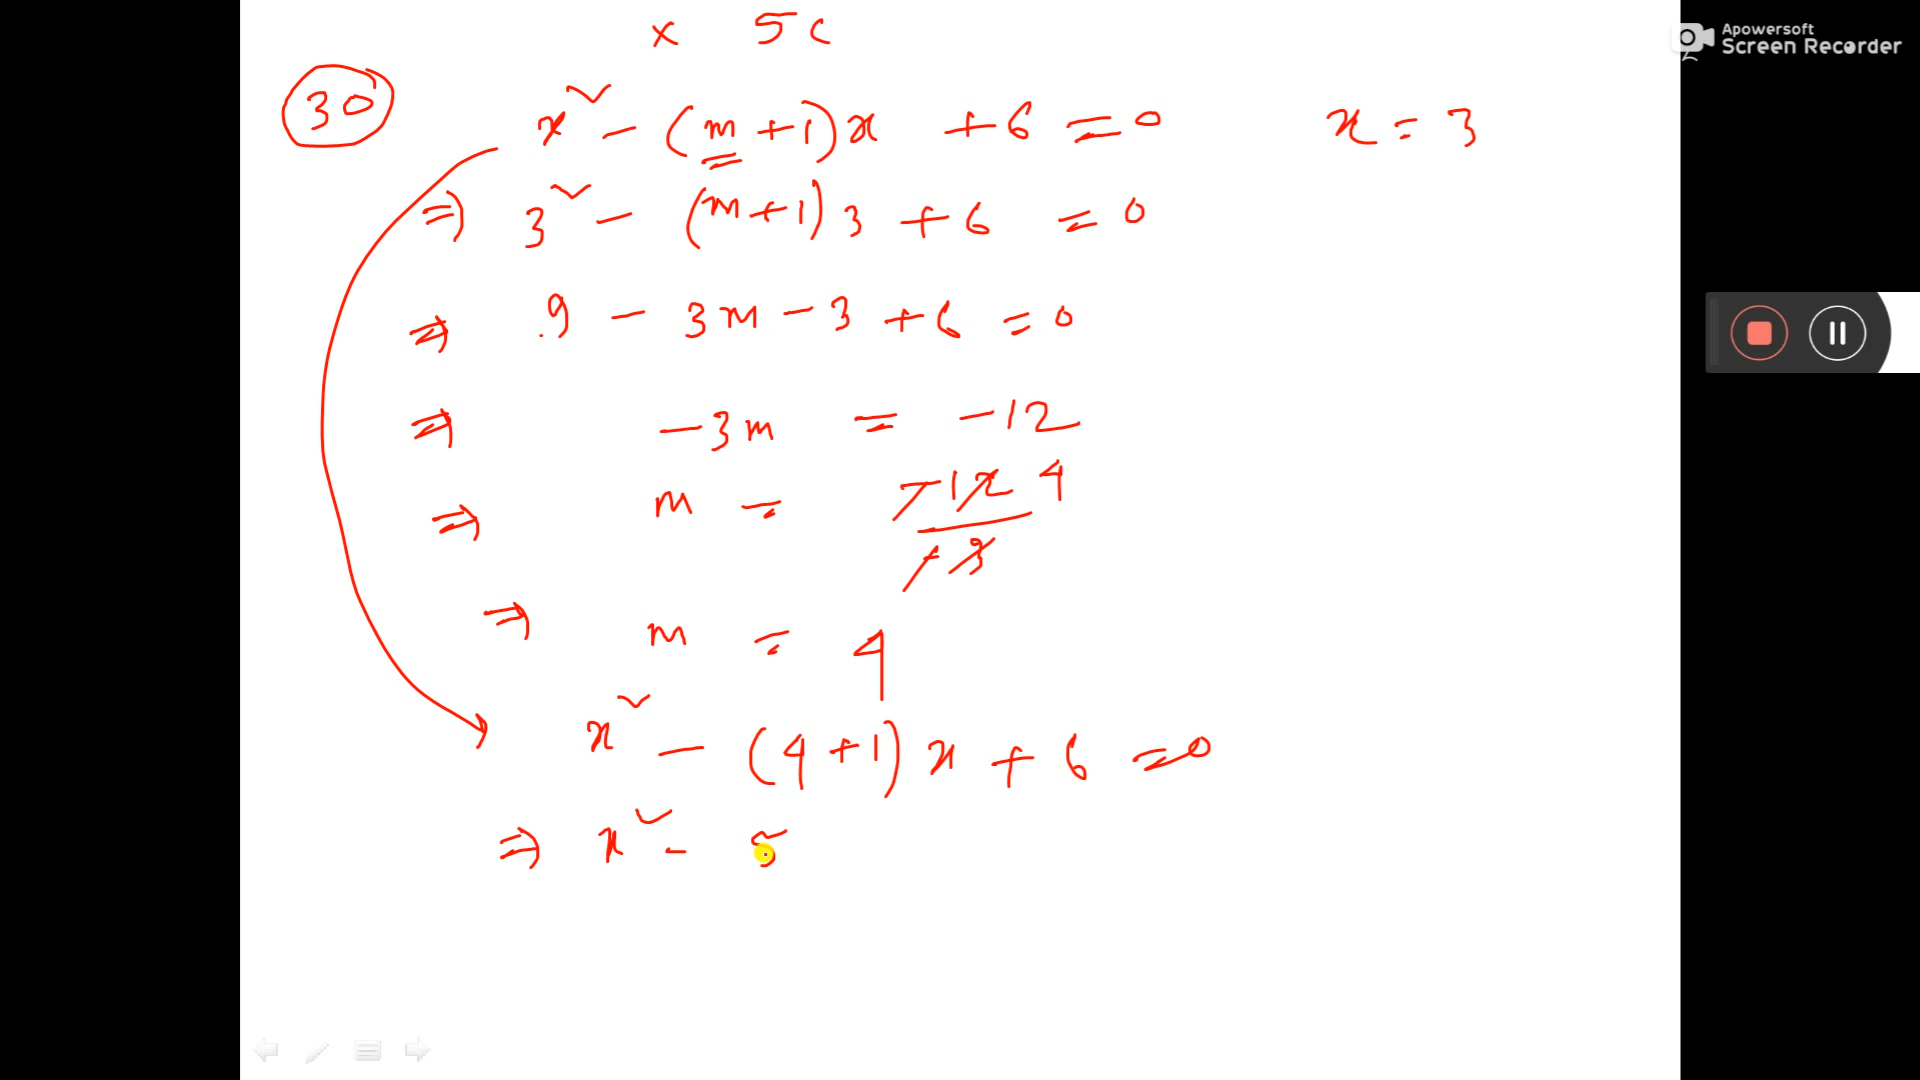 x 5c
Apowersoft
Screen Recorder
30
x² - (m+1)x + 6 = 0 x = 3
⇒ 3² - (m+1)3 + 6 = 0
⇒ 9 - 3m - 3 + 6 = 0
⇒ -3m = -12
⇒ m = -12/-3 4
⇒ m = 4
x² - (4+1)x + 6 = 0
⇒ x² - 5